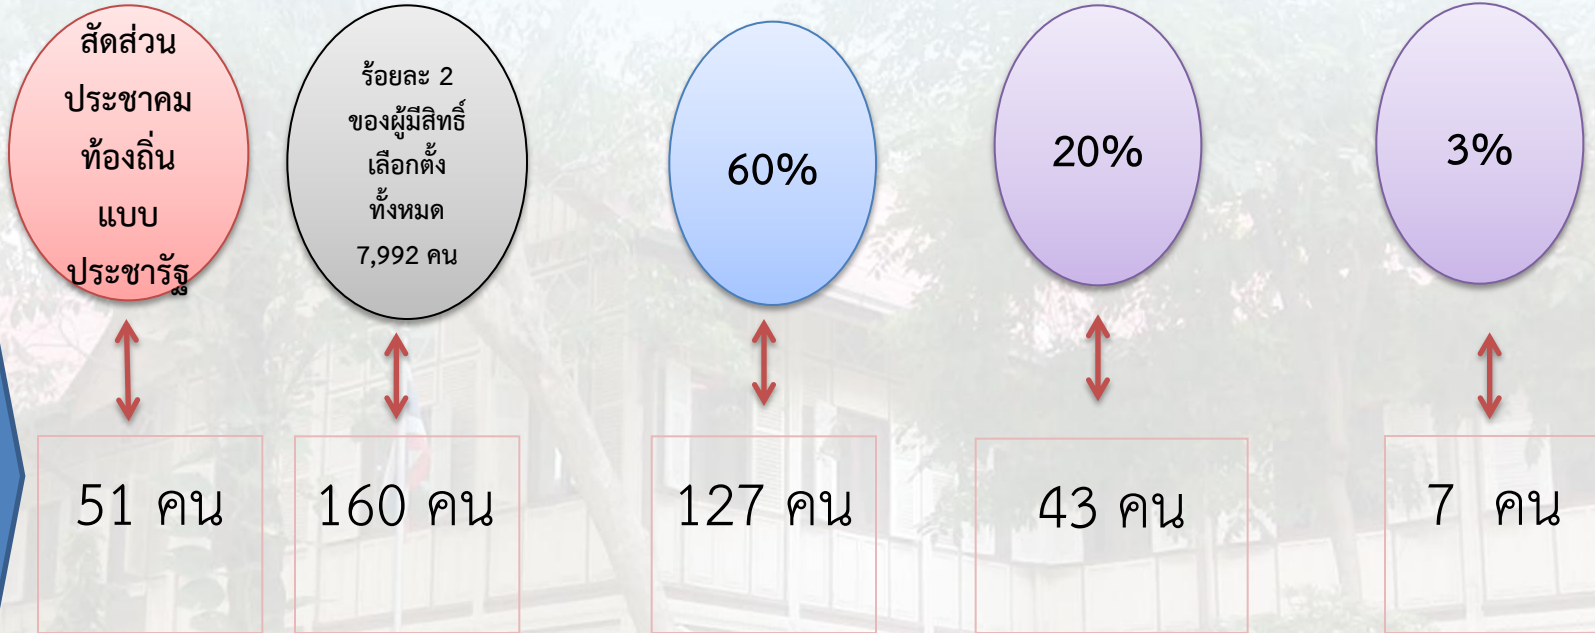 สัดส่วน
ประชาคม
ท้องถิ่น
แบบ
ประชารัฐ
ร้อยละ 2
ของผู้มีสิทธิ์
เลือกตั้ง
ทั้งหมด
7,992 คน
60%
20%
3%
51 คน
160 คน
127 คน
43 คน
7 คน